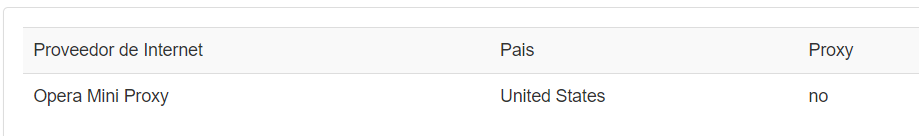 Proveedor de Internet Pais Proxy
Opera Mini Proxy United States no